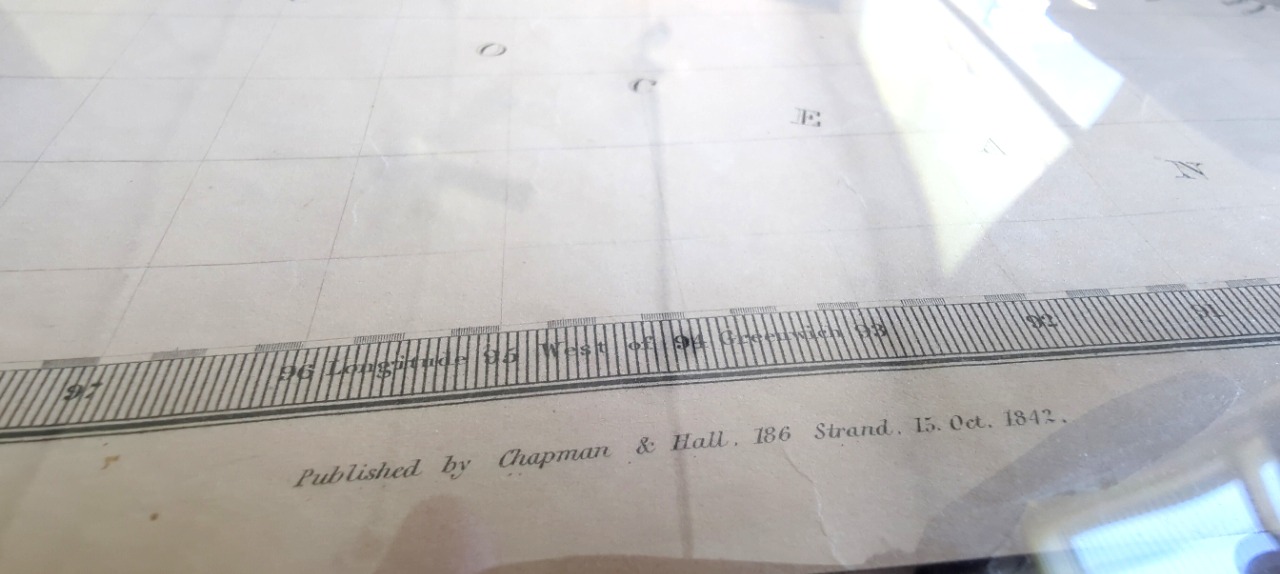 O C E A N
97 96 Longitude 95 West of 94 Greenwich 93 92 91
Published by Chapman & Hall. 186 Strand. 15. Oct. 1842.